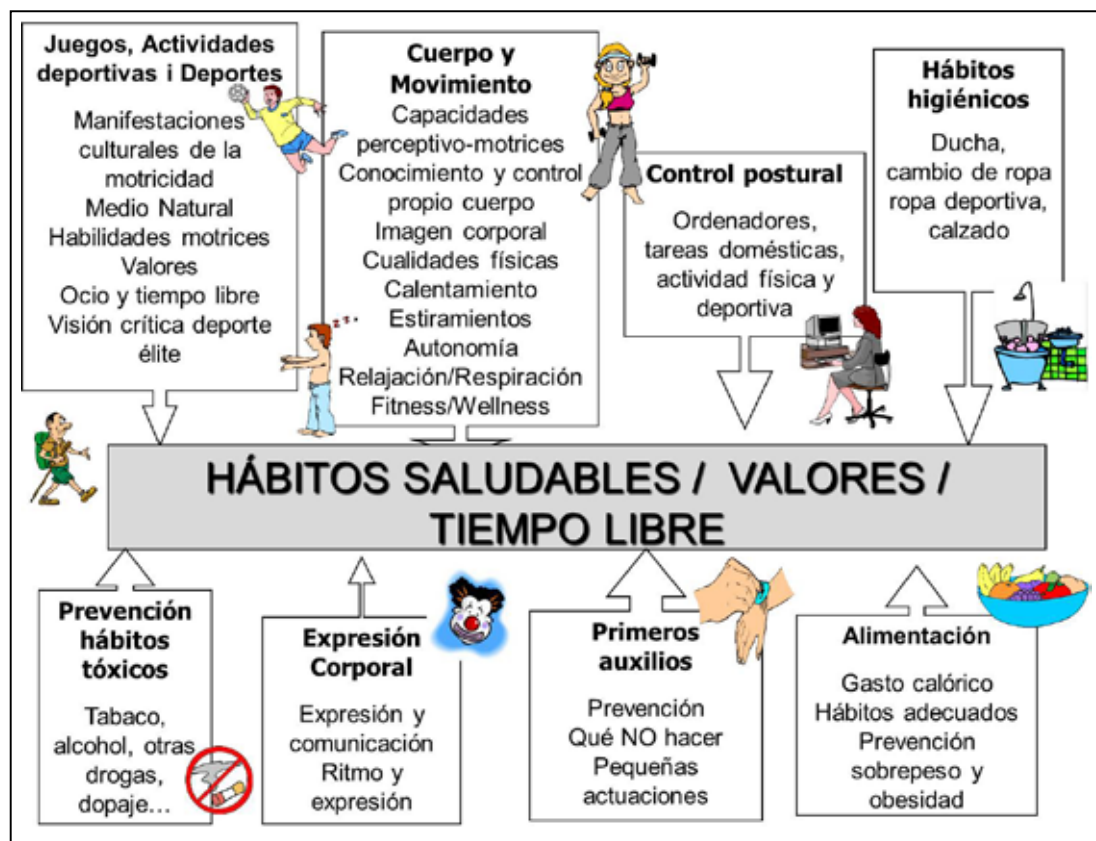 Juegos, Actividades
deportivas i Deportes
Manifestaciones
culturales de la
motricidad
Medio Natural
Habilidades motrices
Valores
Ocio y tiempo libre
Visión crítica deporte
élite
Cuerpo y
Movimiento
Capacidades
perceptivo-motrices
Conocimiento y control
propio cuerpo
Imagen corporal
Cualidades físicas
Calentamiento
Estiramientos
Autonomía
Relajación/Respiración
Fitness/Wellness
Control postural
Ordenadores,
tareas domésticas,
actividad física y
deportiva
Hábitos
higiénicos
Ducha,
cambio de ropa
ropa deportiva,
calzado
HÁBITOS SALUDABLES / VALORES /
TIEMPO LIBRE
Prevención
hábitos
tóxicos
Tabaco,
alcohol, otras
drogas,
dopaje…
Expresión
Corporal
Expresión y
comunicación
Ritmo y
expresión
Primeros
auxilios
Prevención
Qué NO hacer
Pequeñas
actuaciones
Alimentación
Gasto calórico
Hábitos adecuados
Prevención
sobrepeso y
obesidad